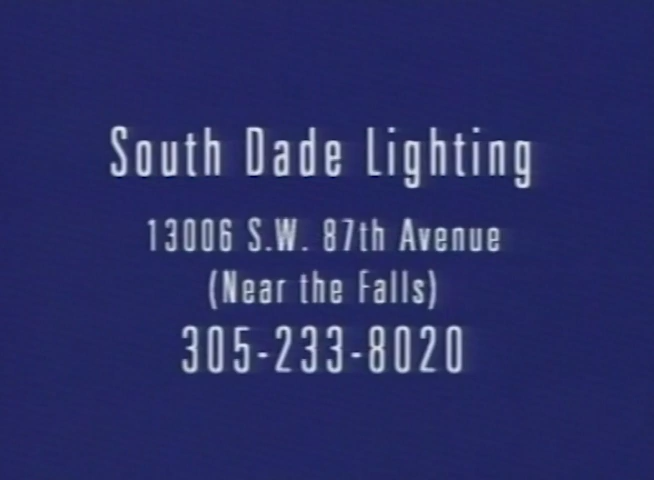 South Dade Lighting
13006 S.W. 87th Avenue
(Near the Falls)
305-233-8020